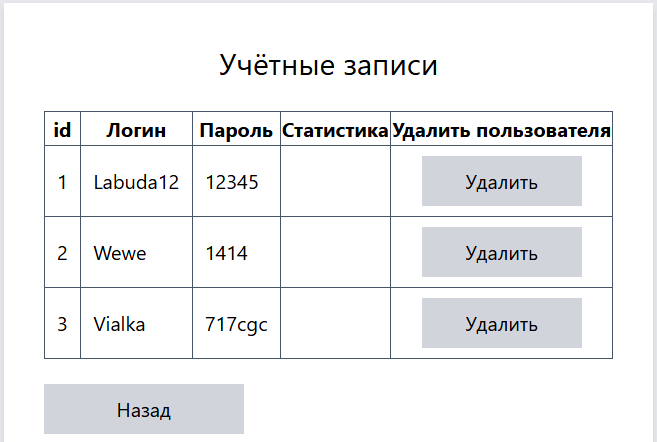 Учётные записи
id Логин Пароль Статистика Удалить пользователя
1 Labuda12 12345 Удалить
2 Wewe 1414 Удалить
3 Vialka 717cgc Удалить
Назад